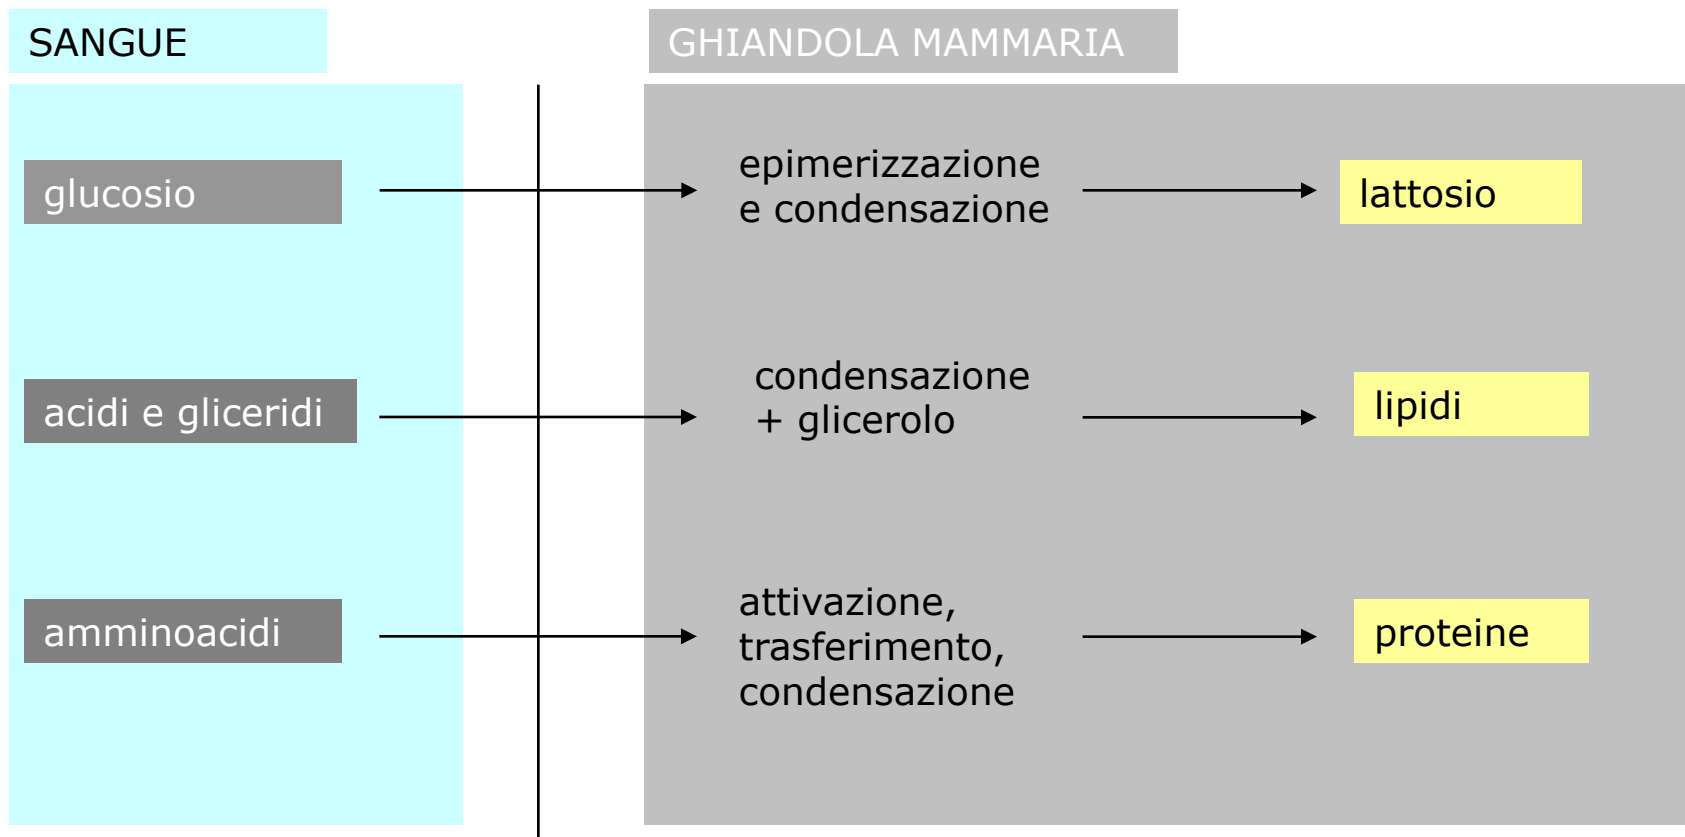 SANGUE
GHIANDOLA MAMMARIA
glucosio
epimerizzazione
e condensazione
lattosio
acidi e gliceridi
condensazione
+ glicerolo
lipidi
amminoacidi
attivazione,
trasferimento,
condensazione
proteine